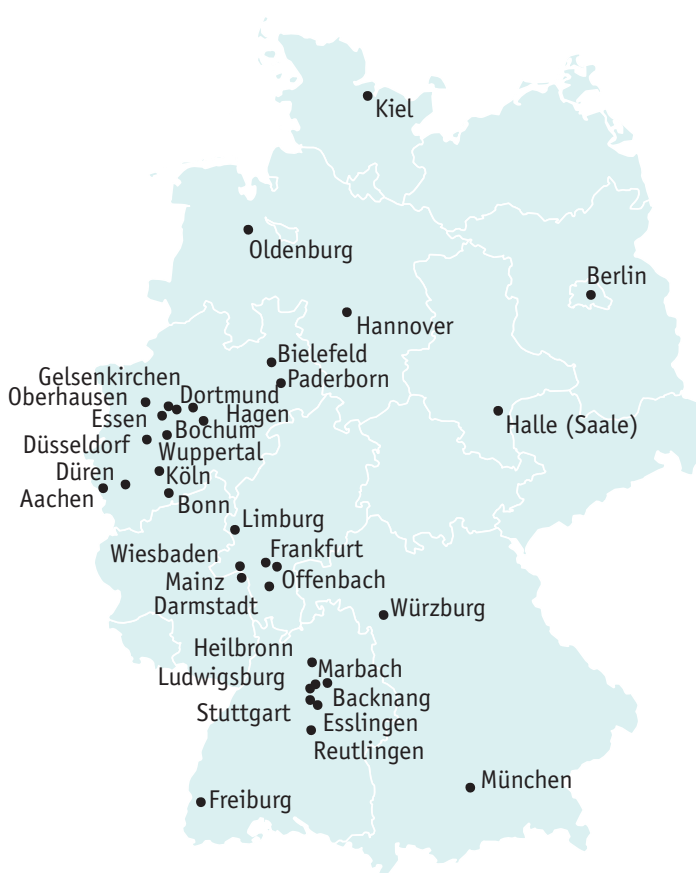 Kiel
Oldenburg
Berlin
Hannover
Bielefeld
Gelsenkirchen
Paderborn
Oberhausen
Dortmund
Essen
Hagen
Halle (Saale)
Bochum
Düsseldorf
Wuppertal
Düren
Köln
Aachen
Bonn
Limburg
Wiesbaden
Frankfurt
Mainz
Offenbach
Darmstadt
Würzburg
Heilbronn
Marbach
Ludwigsburg
Backnang
Stuttgart
Esslingen
Reutlingen
München
Freiburg